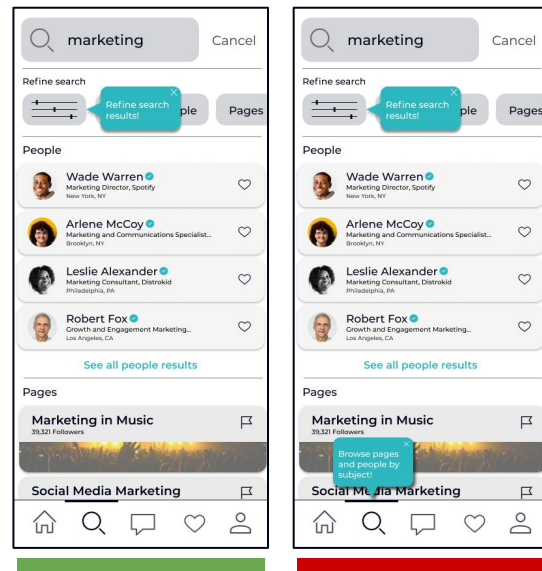 marketing
Cancel
Refine search
Refine search
results!
ple
Pages
People
Wade Warren
Marketing Director, Spotify
New York, NY
Arlene McCoy
Marketing and Communications Specialist...
Brooklyn, NY
Leslie Alexander
Marketing Consultant, Distrokid
Philadelphia, PA
Robert Fox
Growth and Engagement Marketing...
Los Angeles, CA
See all people results
Pages
Marketing in Music
39,321 Followers
Social Media Marketing
marketing
Cancel
Refine search
Refine search
results!
ple
Pages
People
Wade Warren
Marketing Director, Spotify
New York, NY
Arlene McCoy
Marketing and Communications Specialist...
Brooklyn, NY
Leslie Alexander
Marketing Consultant, Distrokid
Philadelphia, PA
Robert Fox
Growth and Engagement Marketing...
Los Angeles, CA
See all people results
Pages
Marketing in Music
39,321 Followers
Browse pages
and people by
subject!
Social Media Marketing